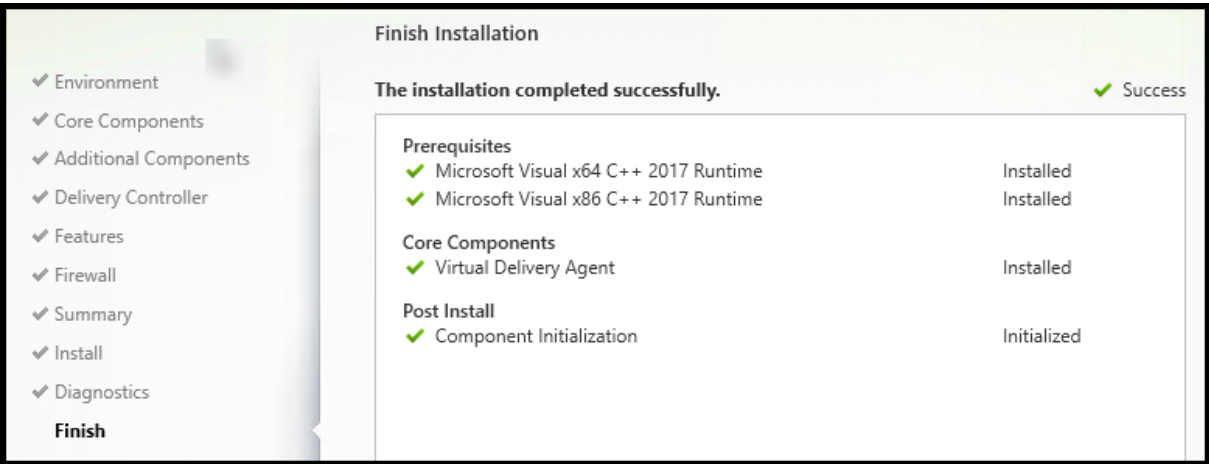 Finish Installation
Environment
Core Components
Additional Components
Delivery Controller
Features
Firewall
Summary
Install
Diagnostics
Finish
The installation completed successfully.
Success
Prerequisites
Microsoft Visual x64 C++ 2017 Runtime Installed
Microsoft Visual x86 C++ 2017 Runtime Installed
Core Components
Virtual Delivery Agent Installed
Post Install
Component Initialization Initialized